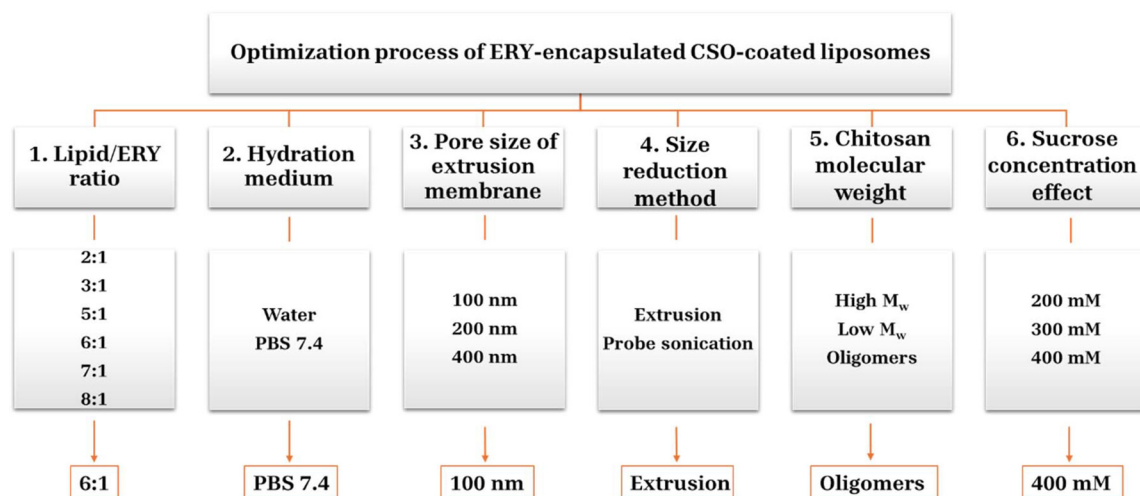 Optimization process of ERY-encapsulated CSO-coated liposomes
1. Lipid/ERY
ratio
2:1
3:1
5:1
6:1
7:1
8:1
6:1
2. Hydration
medium
Water
PBS 7.4
PBS 7.4
3. Pore size of
extrusion
membrane
100 nm
200 nm
400 nm
100 nm
4. Size
reduction
method
Extrusion
Probe sonication
Extrusion
5. Chitosan
molecular
weight
High Mw
Low Mw
Oligomers
Oligomers
6. Sucrose
concentration
effect
200 mM
300 mM
400 mM
400 mM